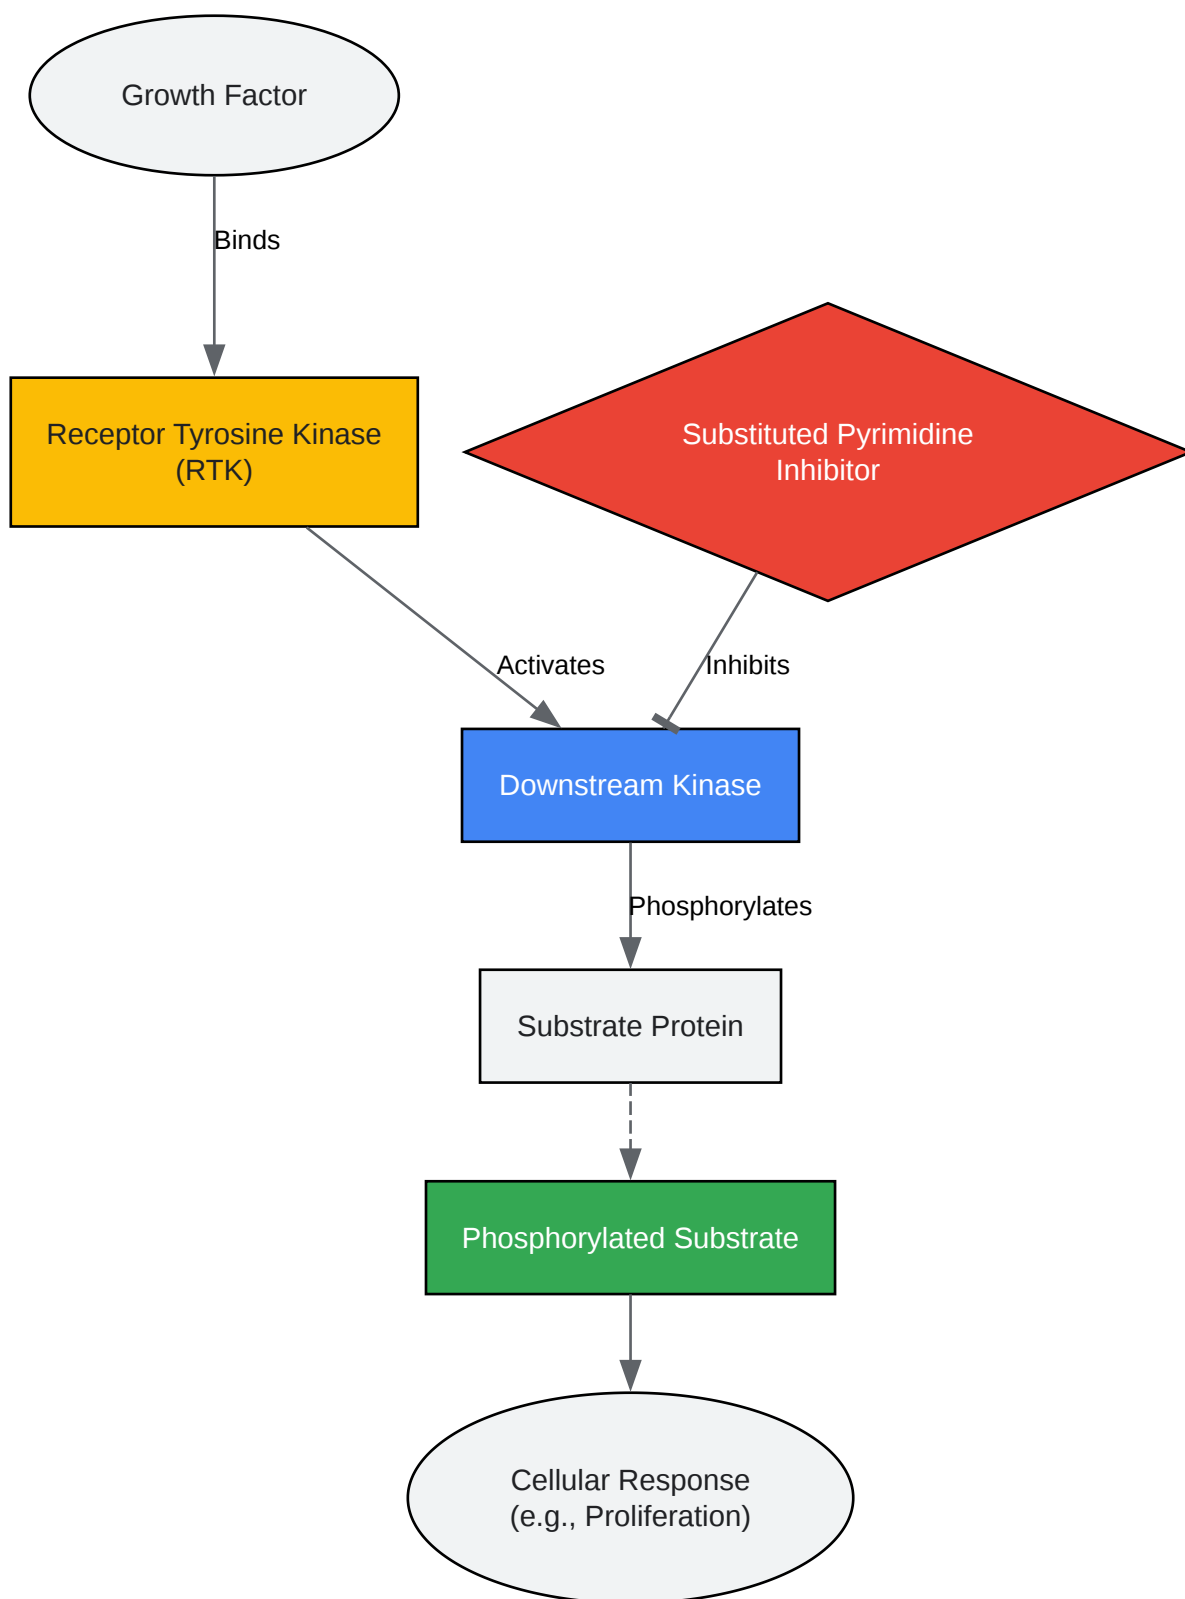 Growth Factor
Binds
Receptor Tyrosine Kinase
(RTK)
Substituted Pyrimidine
Inhibitor
Activates
Inhibits
Downstream Kinase
Phosphorylates
Substrate Protein
Phosphorylated Substrate
Cellular Response
(e.g., Proliferation)